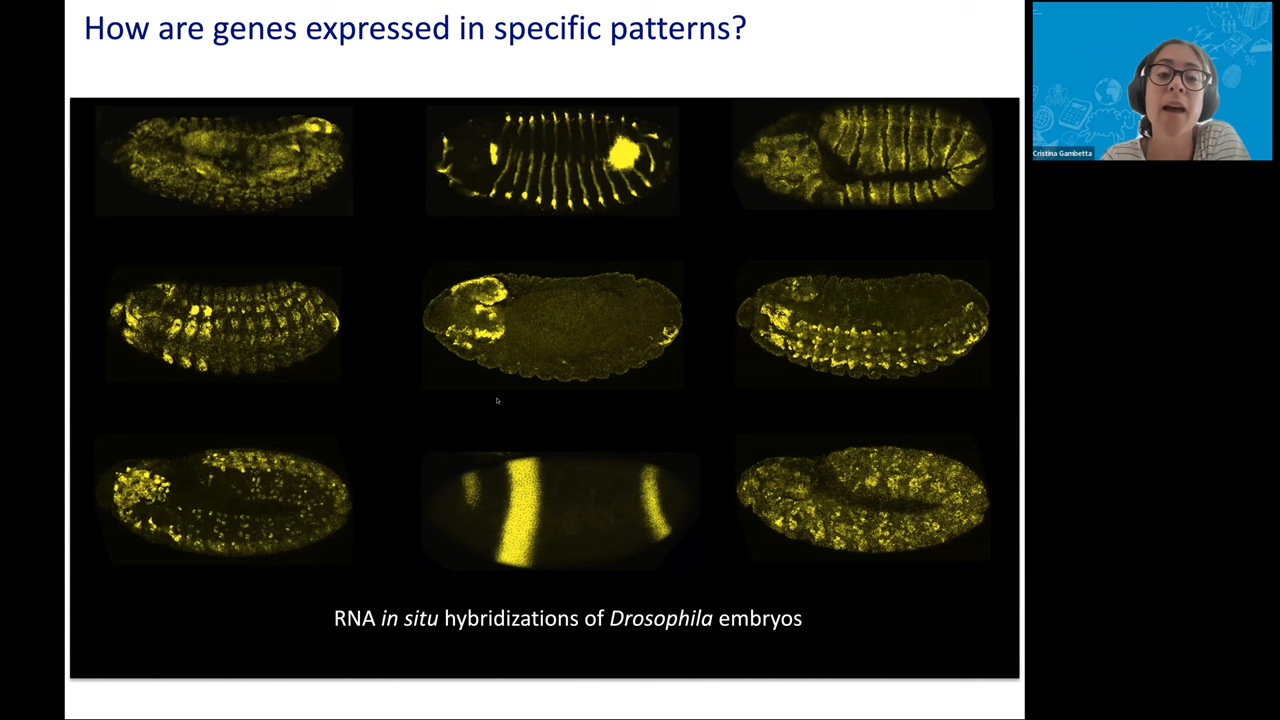 How are genes expressed in specific patterns?
Cristina Gambetta
RNA in situ hybridizations of Drosophila embryos